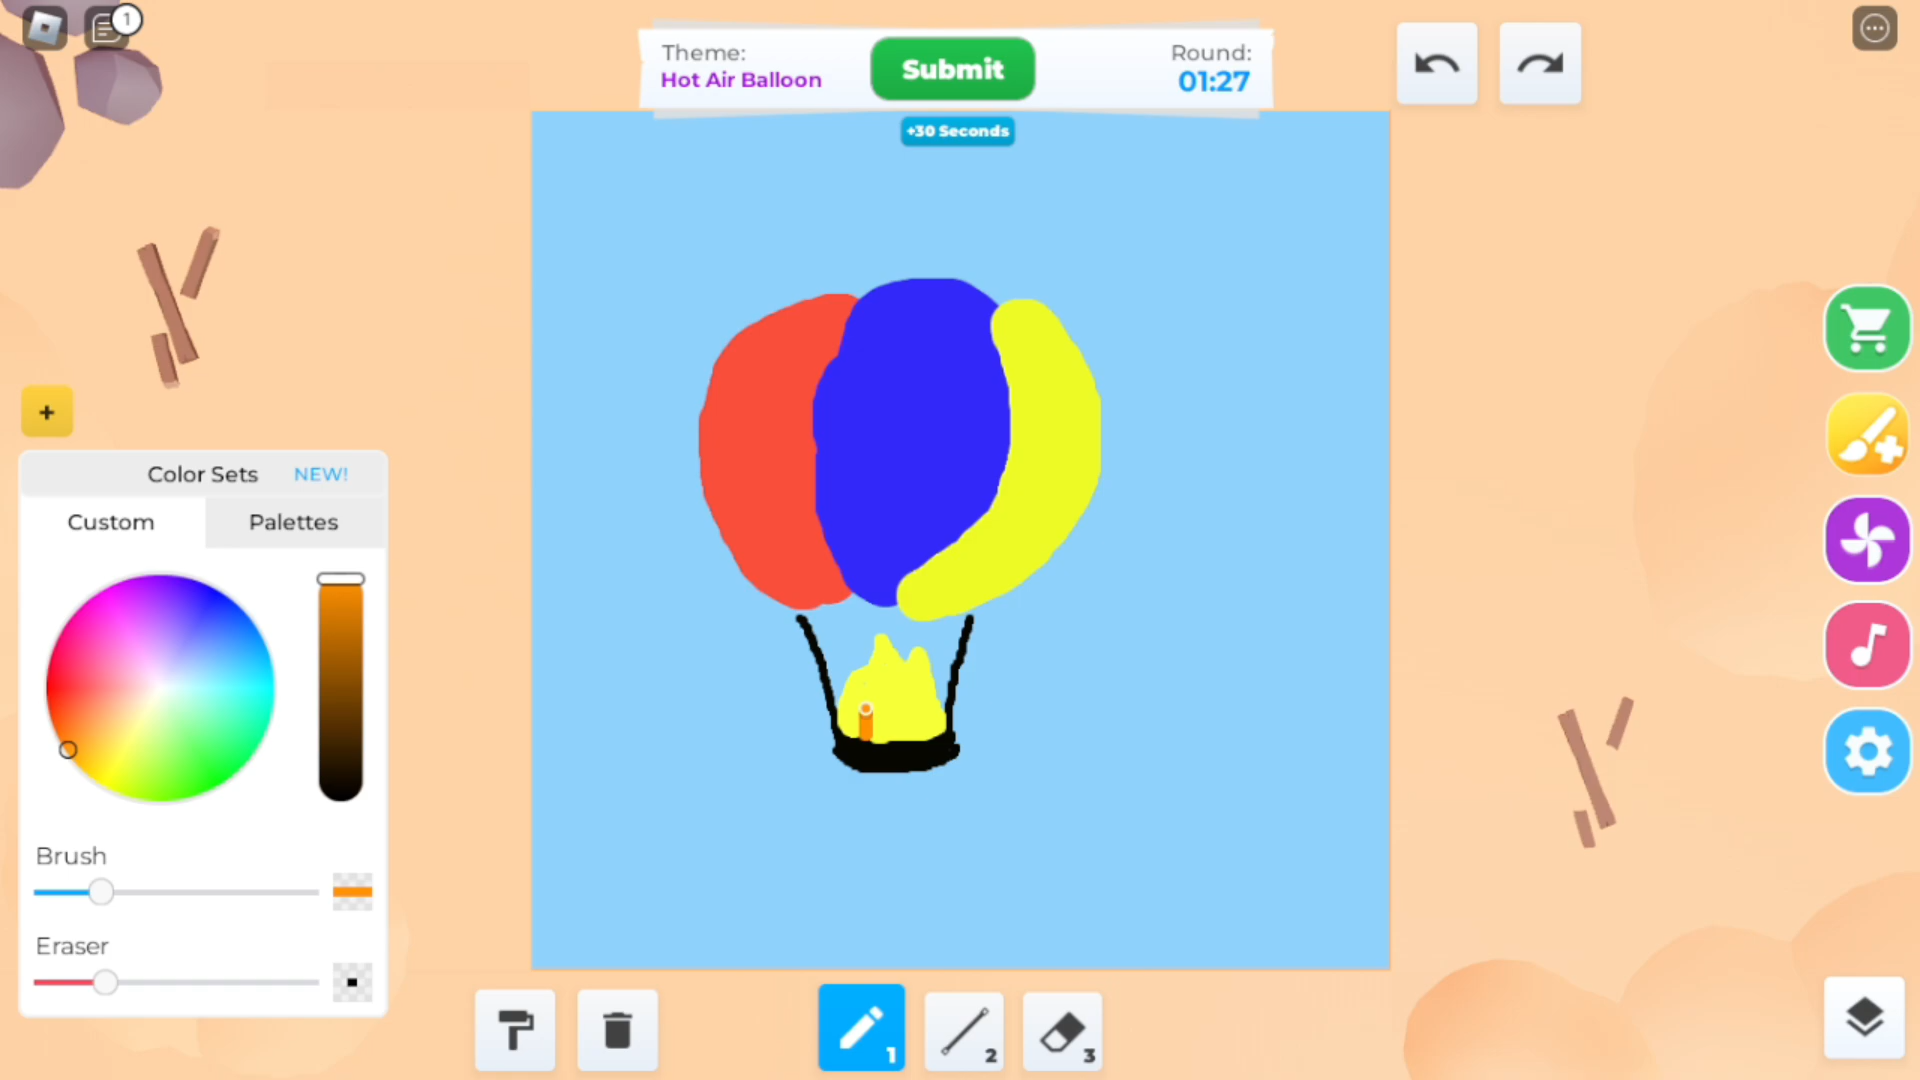 1
Theme:
Hot Air Balloon
Submit
Round:
01:27
+30 Seconds
+
Color Sets NEW!
Custom
Palettes
Brush
Eraser
1
2
3